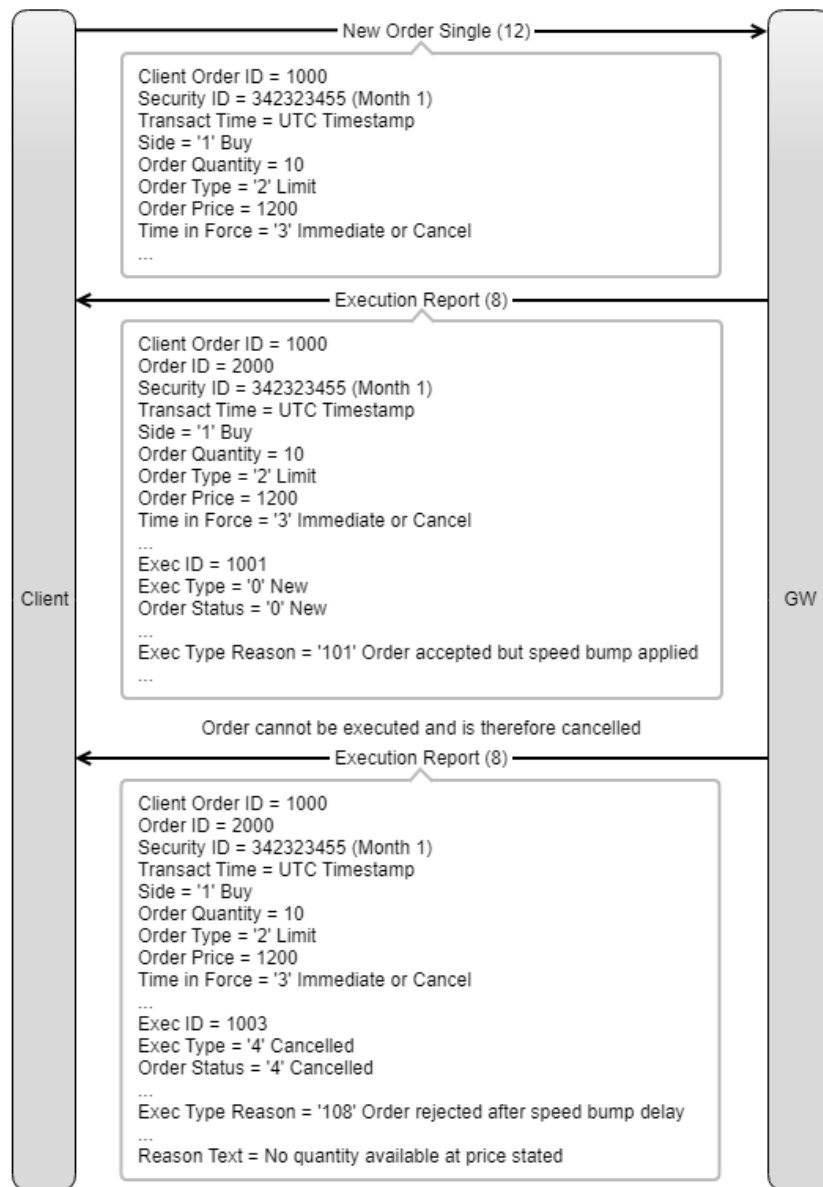 New Order Single (12)
Client Order ID = 1000
Security ID = 342323455 (Month 1)
Transact Time = UTC Timestamp
Side = '1' Buy
Order Quantity = 10
Order Type = '2' Limit
Order Price = 1200
Time in Force = '3' Immediate or Cancel
...
Execution Report (8)
Client Order ID = 1000
Order ID = 2000
Security ID = 342323455 (Month 1)
Transact Time = UTC Timestamp
Side = '1' Buy
Order Quantity = 10
Order Type = '2' Limit
Order Price = 1200
Time in Force = '3' Immediate or Cancel
...
Exec ID = 1001
Exec Type = '0' New
Order Status = '0' New
...
Exec Type Reason = '101' Order accepted but speed bump applied
...
Client
GW
Order cannot be executed and is therefore cancelled
Execution Report (8)
Client Order ID = 1000
Order ID = 2000
Security ID = 342323455 (Month 1)
Transact Time = UTC Timestamp
Side = '1' Buy
Order Quantity = 10
Order Type = '2' Limit
Order Price = 1200
Time in Force = '3' Immediate or Cancel
...
Exec ID = 1003
Exec Type = '4' Cancelled
Order Status = '4' Cancelled
...
Exec Type Reason = '108' Order rejected after speed bump delay
...
Reason Text = No quantity available at price stated